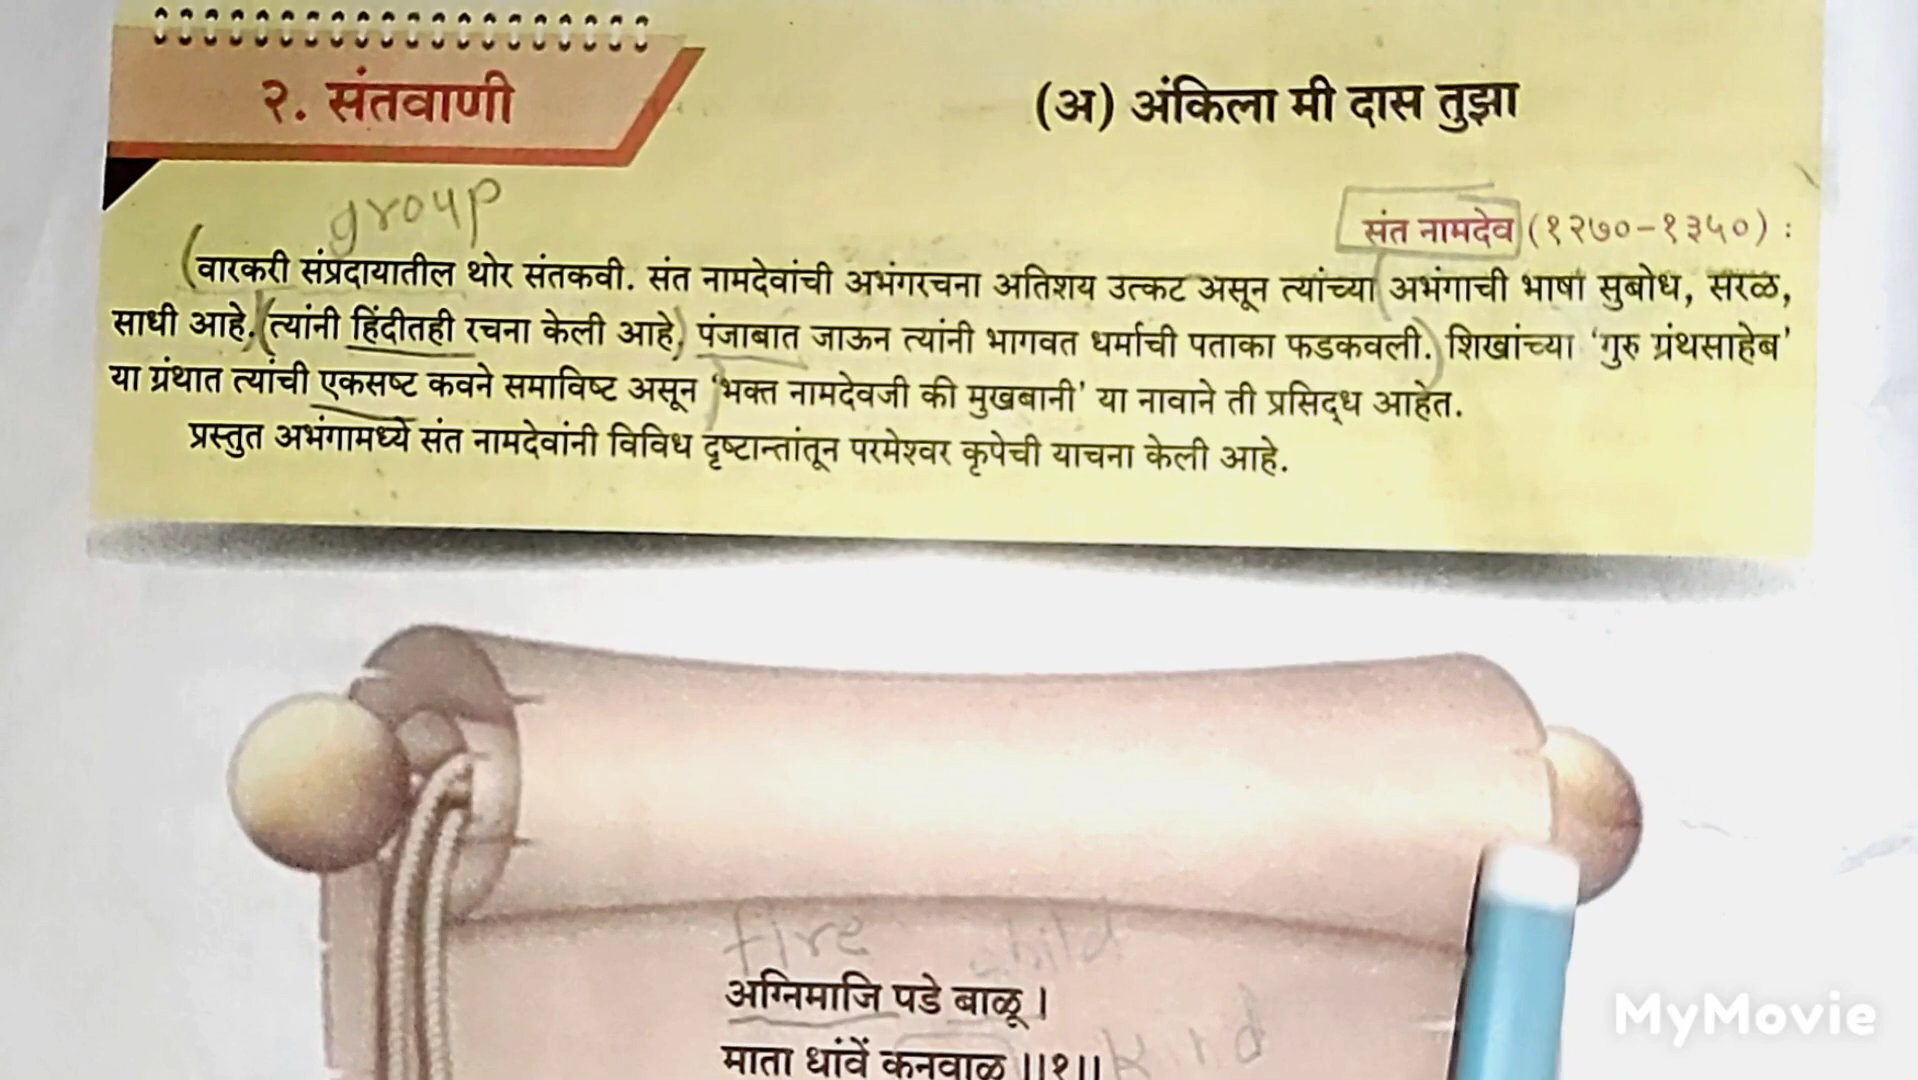 २. संतवाणी
(अ) अंकिला मी दास तुझा
group
संत नामदेव (१२७०-१३५०) :
वारकरी संप्रदायातील थोर संतकवी. संत नामदेवांची अभंगरचना अतिशय उत्कट असून त्यांच्या अभंगाची भाषा सुबोध, सरळ,
साधी आहे. त्यांनी हिंदीतही रचना केली आहे. पंजाबात जाऊन त्यांनी भागवत धर्माची पताका फडकवली. शिखांच्या 'गुरु ग्रंथसाहेब'
या ग्रंथात त्यांची एकसष्ट कवने समाविष्ट असून 'भक्त नामदेवजी की मुखबानी' या नावाने ती प्रसिद्ध आहेत.
प्रस्तुत अभंगामध्ये संत नामदेवांनी विविध दृष्टान्तांतून परमेश्वर कृपेची याचना केली आहे.
fire child
अग्निमाजि पडे बाळू ।
माता धांवें कनवाळ ॥१॥ kind
MyMovie